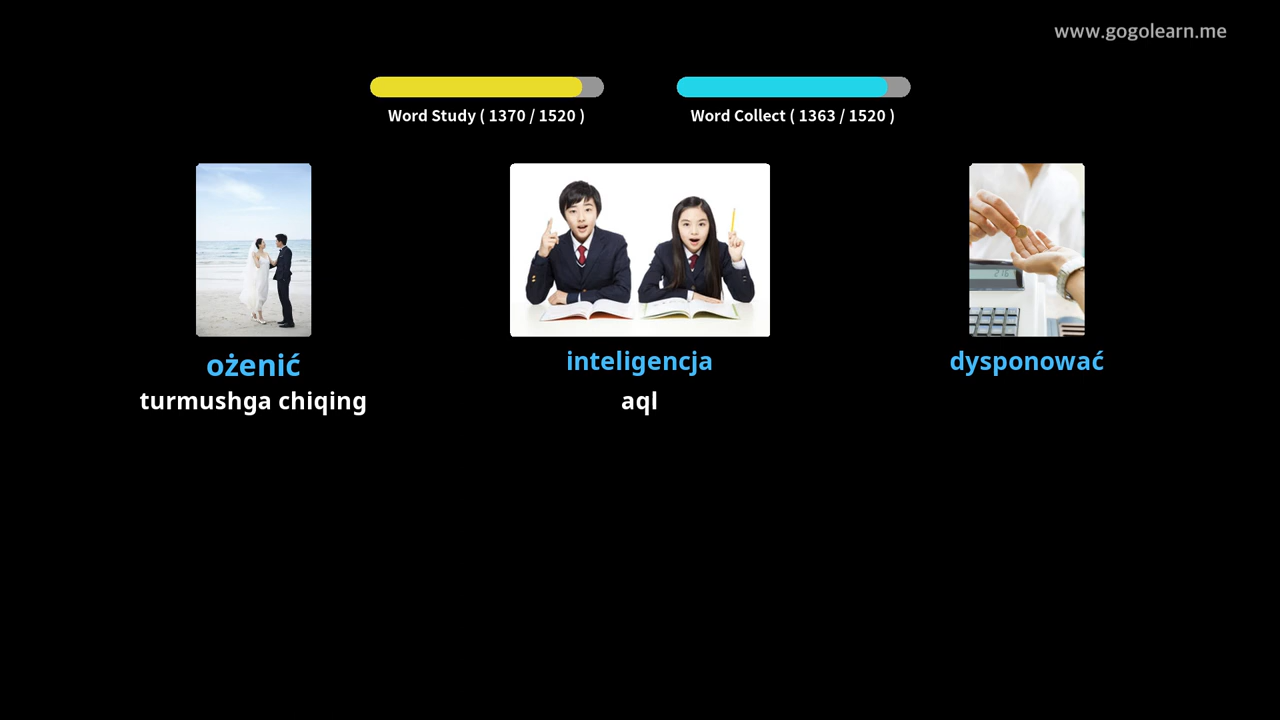 www.gogolearn.me
Word Study ( 1370 / 1520 )
Word Collect ( 1363 / 1520 )
ożenić
inteligencja
dysponować
turmushga chiqing
aql